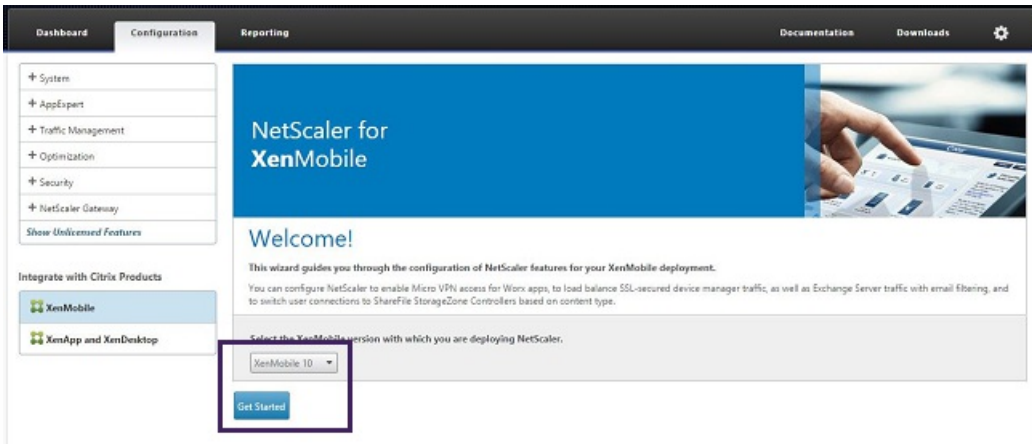 Dashboard
Configuration
Reporting
Documentation
Downloads
+ System
+ AppExpert
+ Traffic Management
+ Optimization
+ Security
+ NetScaler Gateway
Show Unlicensed Features
Integrate with Citrix Products
XenMobile
XenApp and XenDesktop
NetScaler for
XenMobile
Welcome!
This wizard guides you through the configuration of NetScaler features for your XenMobile deployment.
You can configure NetScaler to enable Micro VPN access for Worx apps, to load balance SSL-secured device manager traffic, as well as Exchange Server traffic with email filtering, and
to switch user connections to ShareFile StorageZone Controllers based on content type.
Select the XenMobile version with which you are deploying NetScaler.
XenMobile 10
Get Started